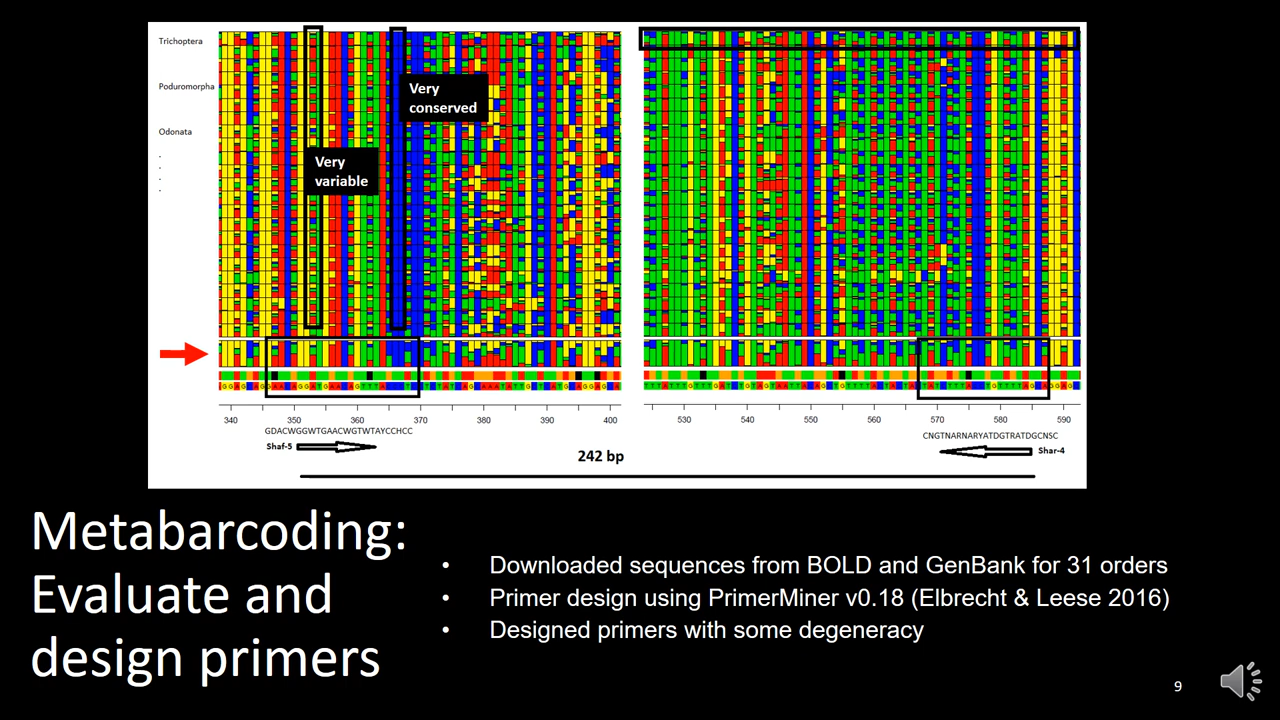 Trichoptera
Poduromorpha
Odonata
.
.
.
.
Very
conserved
Very
variable
340 350 360 370 380 390 400
530 540 550 560 570 580 590
GDACWGGWTGAACWGTWTAYCCHCC
CNGTNARNARYATDGTRATDGCNSC
Shaf-5
Shar-4
242 bp
Metabarcoding:
Evaluate and
design primers
• Downloaded sequences from BOLD and GenBank for 31 orders
• Primer design using PrimerMiner v0.18 (Elbrecht & Leese 2016)
• Designed primers with some degeneracy
9